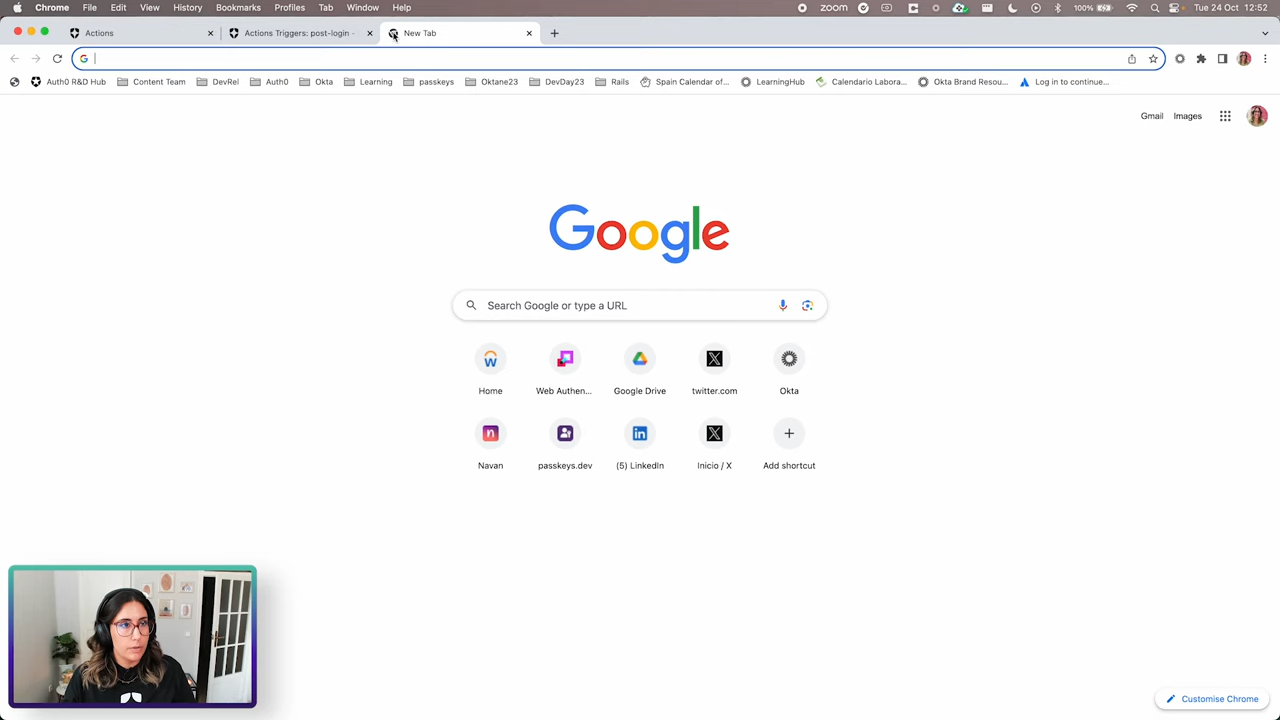 Chrome File Edit View History Bookmarks Profiles Tab Window Help zoom 100% Tue 24 Oct 12:52
Actions Actions Triggers: post-login - New Tab
Auth0 R&D Hub Content Team DevRel Auth0 Okta Learning passkeys Oktane23 DevDay23 Rails Spain Calendar of... LearningHub Calendario Labora... Okta Brand Resou... Log in to continue...
Gmail Images
Google
Search Google or type a URL
Home Web Authen... Google Drive twitter.com Okta
Navan passkeys.dev (5) LinkedIn Inicio / X Add shortcut
Customise Chrome